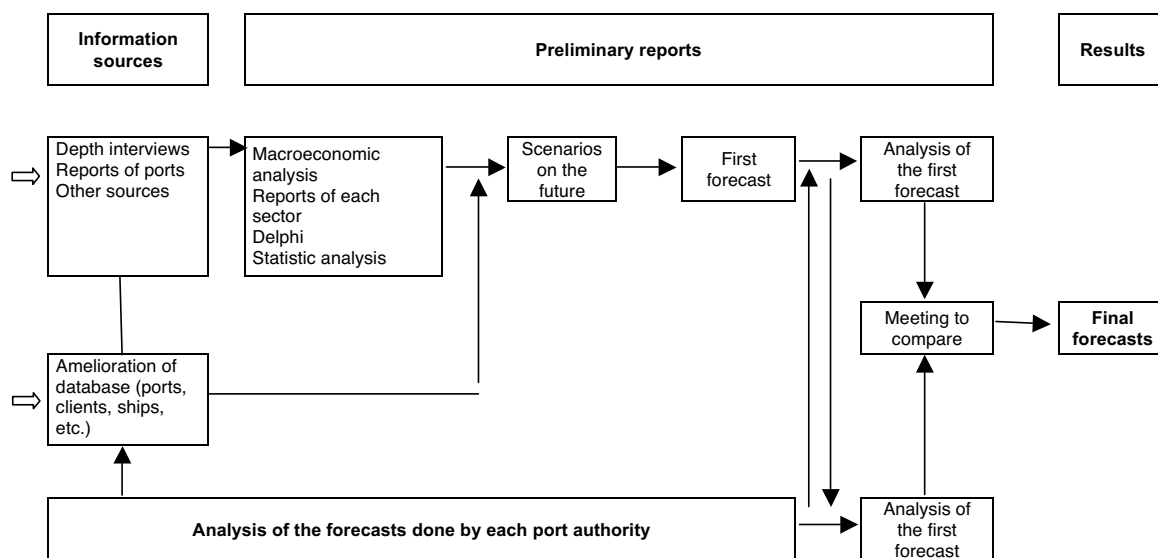 Information
sources
Preliminary reports
Results
Depth interviews
Reports of ports
Other sources
Macroeconomic
analysis
Reports of each
sector
Delphi
Statistic analysis
Scenarios
on the
future
First
forecast
Analysis of
the first
forecast
Meeting to
compare
Final
forecasts
Amelioration of
database (ports,
clients, ships,
etc.)
Analysis of the forecasts done by each port authority
Analysis of
the first
forecast